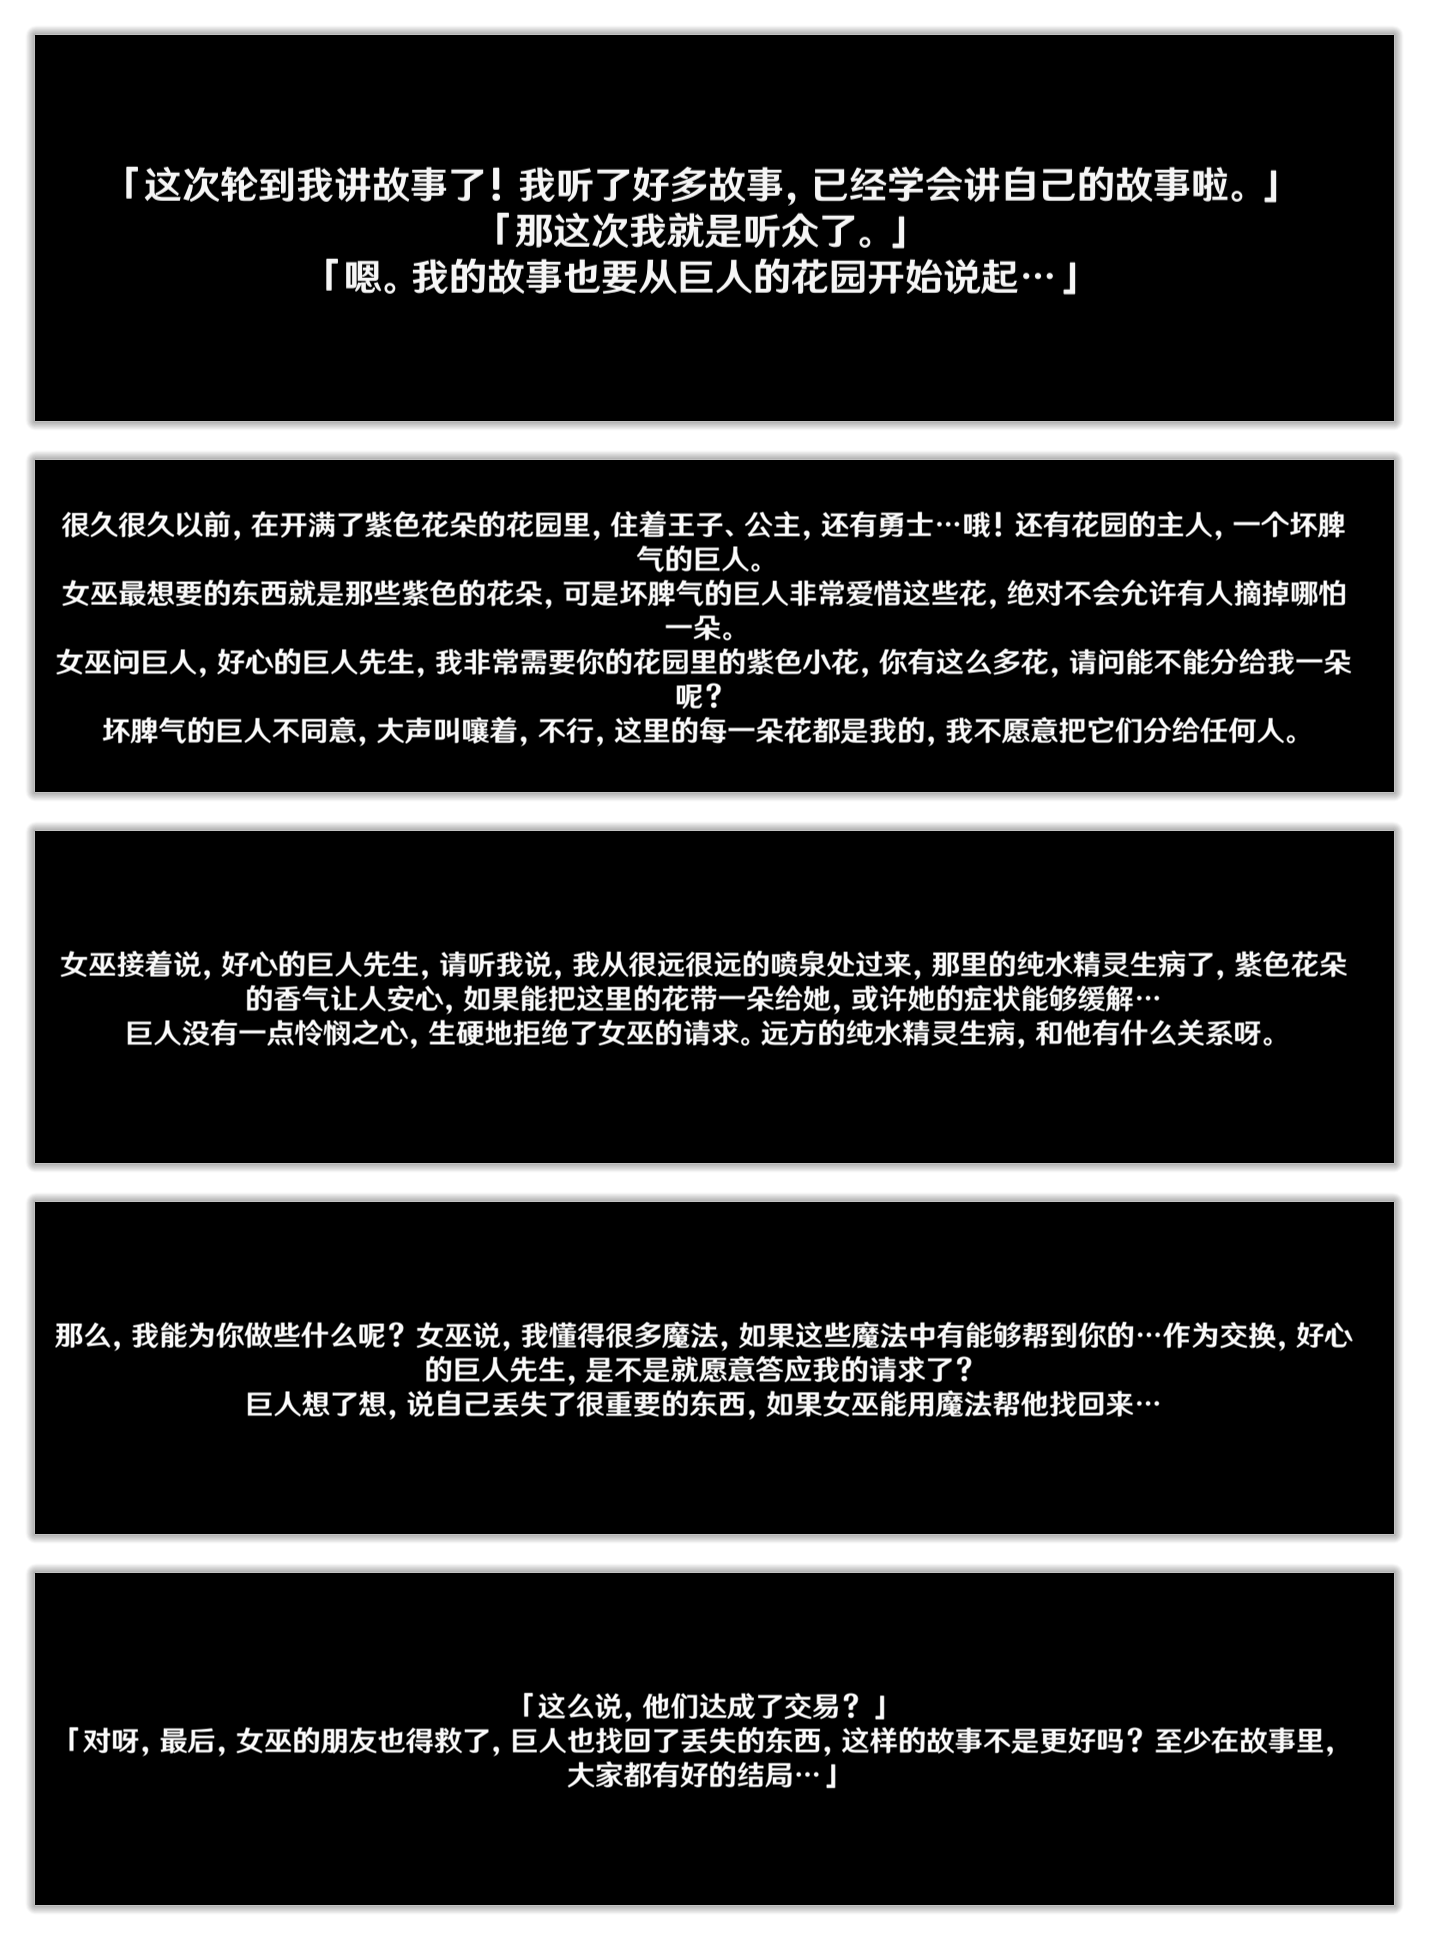 「这次轮到我讲故事了！我听了好多故事，已经学会讲自己的故事啦。」
「那这次我就是听众了。」
「嗯。我的故事也要从巨人的花园开始说起…」
很久很久以前，在开满了紫色花朵的花园里，住着王子、公主，还有勇士…哦！还有花园的主人，一个坏脾
气的巨人。
女巫最想要的东西就是那些紫色的花朵，可是坏脾气的巨人非常爱惜这些花，绝对不会允许有人摘掉哪怕
一朵。
女巫问巨人，好心的巨人先生，我非常需要你的花园里的紫色小花，你有这么多花，请问能不能分给我一朵
呢？
坏脾气的巨人不同意，大声叫嚷着，不行，这里的每一朵花都是我的，我不愿意把它们分给任何人。
女巫接着说，好心的巨人先生，请听我说，我从很远很远的喷泉处过来，那里的纯水精灵生病了，紫色花朵
的香气让人安心，如果能把这里的花带一朵给她，或许她的症状能够缓解…
巨人没有一点怜悯之心，生硬地拒绝了女巫的请求。远方的纯水精灵生病，和他有什么关系呀。
那么，我能为你做些什么呢？女巫说，我懂得很多魔法，如果这些魔法中有能够帮到你的…作为交换，好心
的巨人先生，是不是就愿意答应我的请求了？
巨人想了想，说自己丢失了很重要的东西，如果女巫能用魔法帮他找回来…
「这么说，他们达成了交易？」
「对呀，最后，女巫的朋友也得救了，巨人也找回了丢失的东西，这样的故事不是更好吗？至少在故事里，
大家都有好的结局…」